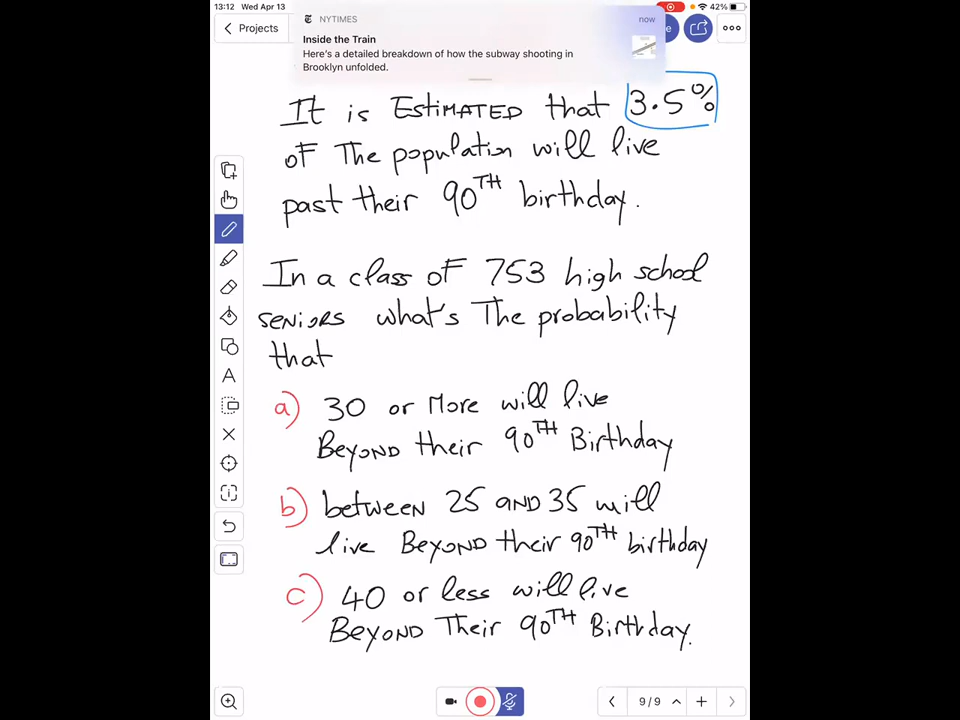 13:12 Wed Apr 13
42%
Projects
NYTIMES
now
Inside the Train
Here's a detailed breakdown of how the subway shooting in
Brooklyn unfolded.
It is ESTIMATED that 3.5%
of The population will live
past their 90TH birthday.
In a class of 753 high school
seniors what's The probability
that
a) 30 or More will live
Beyond their 90TH Birthday
b) between 25 AND 35 will
live Beyond their 90TH birthday
c) 40 or less will live
Beyond Their 90TH Birthday.
A
9/9